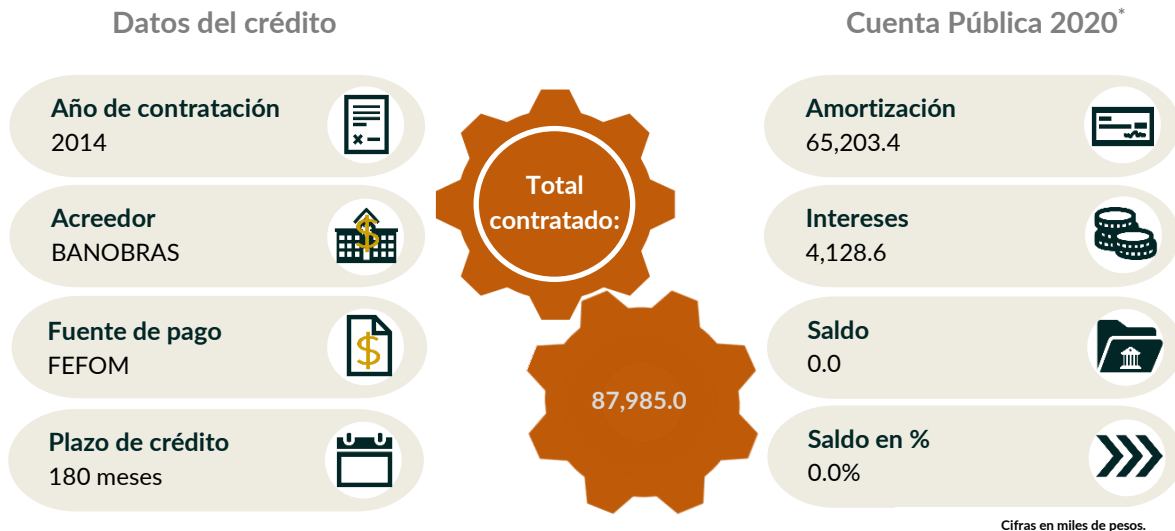 Datos del crédito
Año de contratación
2014
Acreedor
BANOBRAS
Fuente de pago
FEFOM
Plazo de crédito
180 meses
Total
contratado:
87,985.0
Cuenta Pública 2020*
Amortización
65,203.4
Intereses
4,128.6
Saldo
0.0
Saldo en %
0.0%
Cifras en miles de pesos.